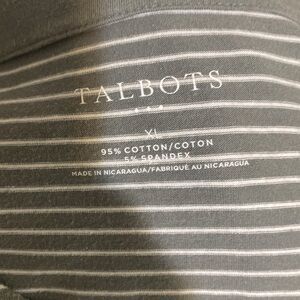 TALBOTS
XL
95% COTTON/COTON
5% SPANDEX
MADE IN NICARAGUA/FABRIQUÉ AU NICARAGUA